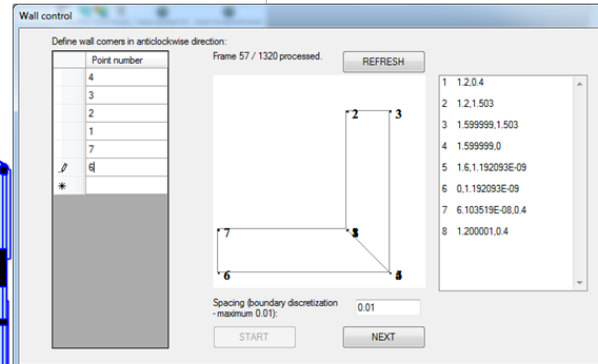 Wall control
Define wall corners in anticlockwise direction:
Point number
4
3
2
1
7
6
Frame 57 / 1320 processed.
REFRESH
2
3
7
6
1 1.2,0.4
2 1.2,1.503
3 1.599999,1.503
4 1.599999,0
5 1.6,1.192093E-09
6 0,1.192093E-09
7 6.103519E-08,0.4
8 1.200001,0.4
Spacing (boundary discretization
- maximum 0.01):
0.01
START
NEXT